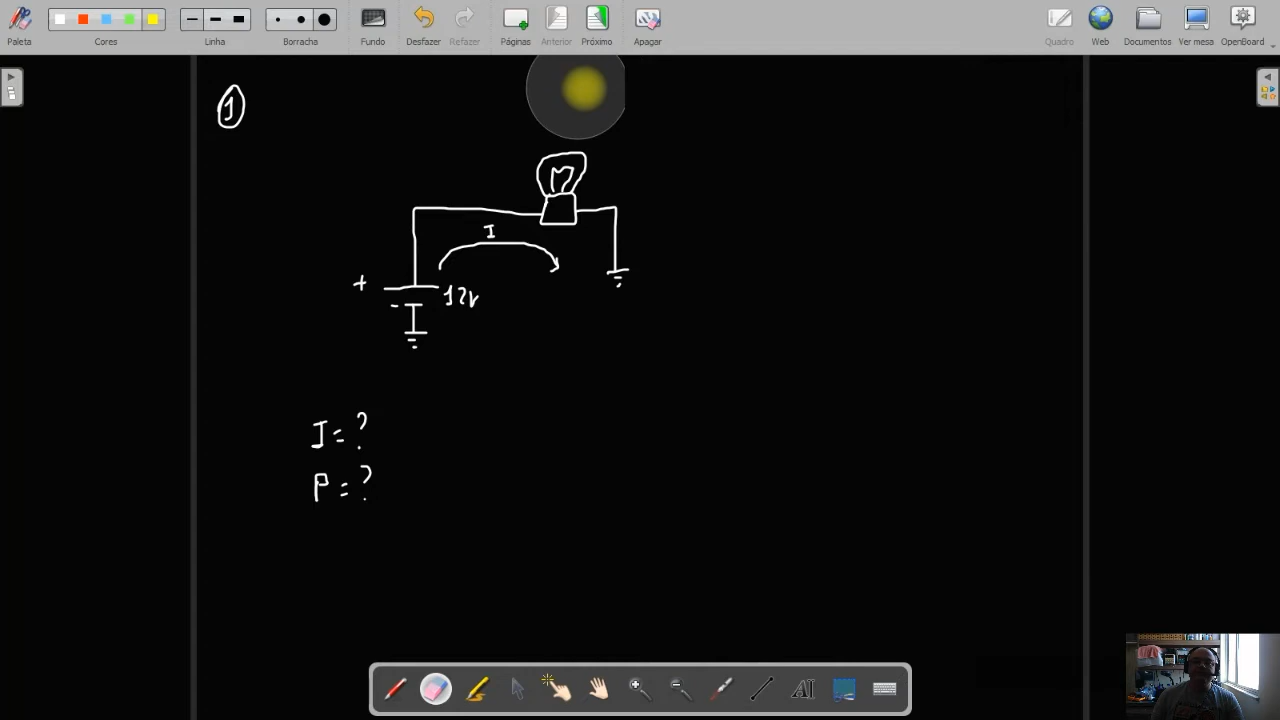 Paleta Cores Linha Borracha Fundo Desfazer Refazer Páginas Anterior Próximo Apagar Quadro Web Documentos Ver mesa OpenBoard
1
I
+
- 12V
I = ?
P = ?
AI